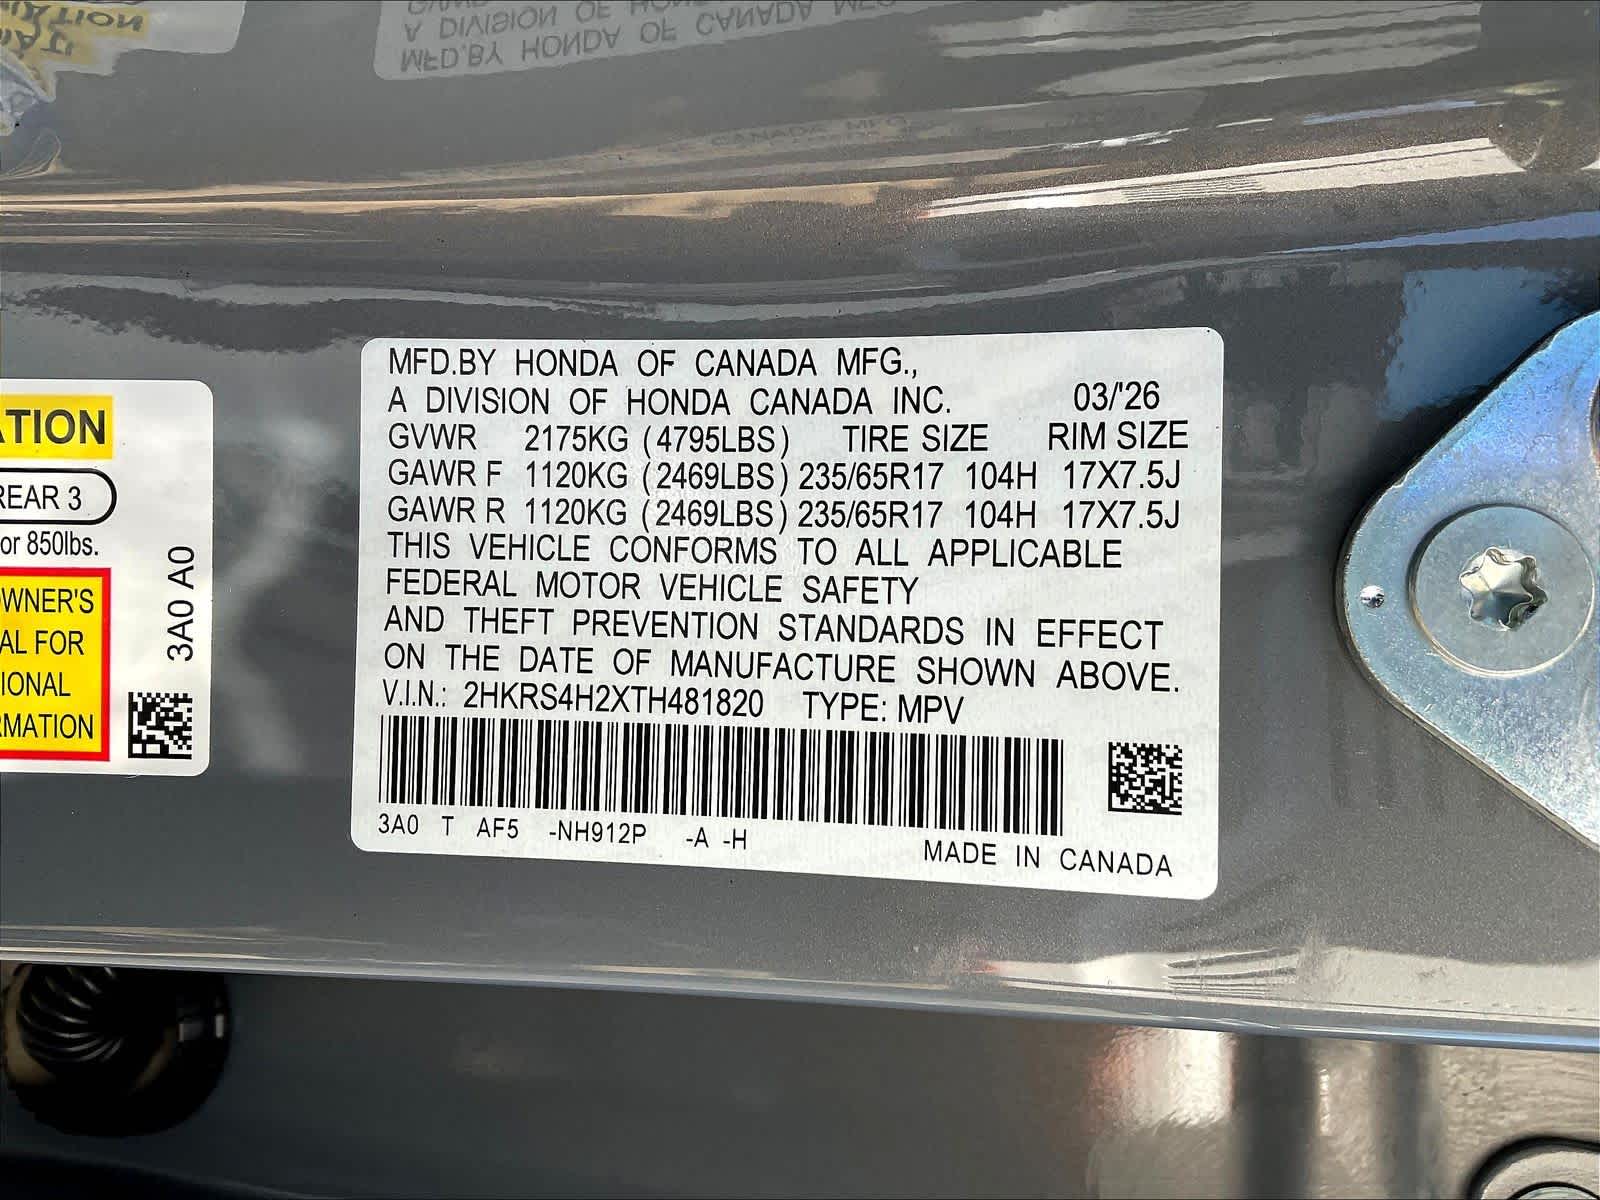 MFD.BY HONDA OF CANADA MFG.
A DIVISION OF HONDA CANADA MFG
CANADA MFG
ATION
REAR 3
or 850lbs.
OWNER'S
AL FOR
IONAL
RMATION
3A0 A0
MFD.BY HONDA OF CANADA MFG.,
A DIVISION OF HONDA CANADA INC. 03/'26
GVWR 2175KG (4795LBS) TIRE SIZE RIM SIZE
GAWR F 1120KG (2469LBS) 235/65R17 104H 17X7.5J
GAWR R 1120KG (2469LBS) 235/65R17 104H 17X7.5J
THIS VEHICLE CONFORMS TO ALL APPLICABLE
FEDERAL MOTOR VEHICLE SAFETY
AND THEFT PREVENTION STANDARDS IN EFFECT
ON THE DATE OF MANUFACTURE SHOWN ABOVE.
V.I.N.: 2HKRS4H2XTH481820 TYPE: MPV
3A0 T AF5 -NH912P -A -H
MADE IN CANADA